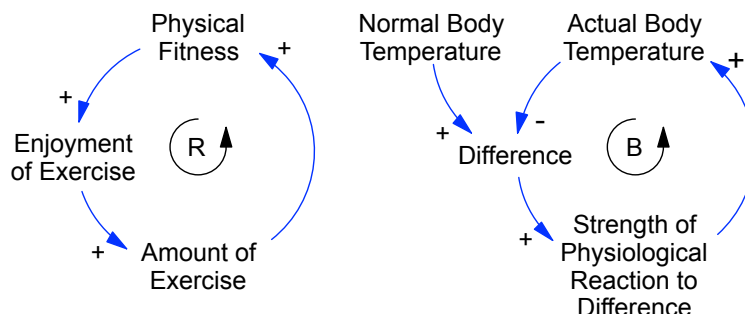 Physical
Fitness
+
+
Enjoyment
of Exercise
R
+
Amount of
Exercise
Normal Body
Temperature
Actual Body
Temperature
+
-
+
Difference
B
+
Strength of
Physiological
Reaction to
Difference